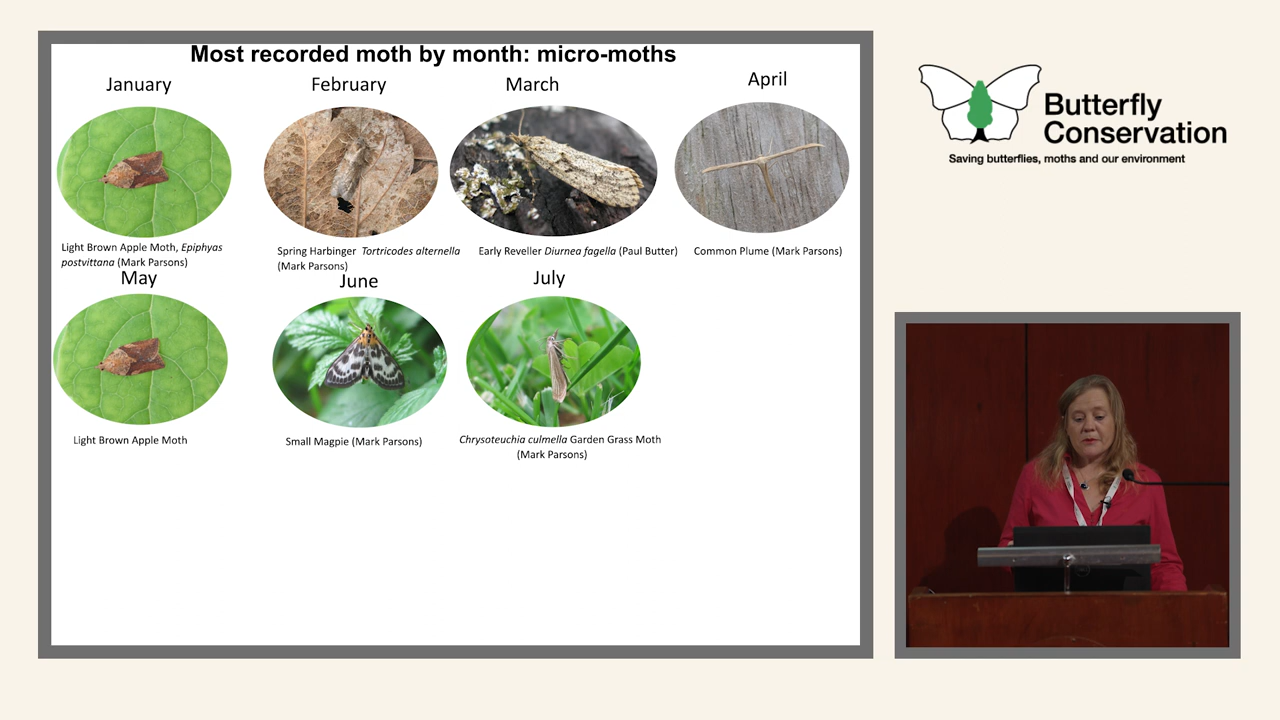 Most recorded moth by month: micro-moths
January
February
March
April
Light Brown Apple Moth, Epiphyas
postvittana (Mark Parsons)
Spring Harbinger Tortricodes alternella
(Mark Parsons)
Early Reveller Diurnea fagella (Paul Butter)
Common Plume (Mark Parsons)
May
June
July
Light Brown Apple Moth
Small Magpie (Mark Parsons)
Chrysoteuchia culmella Garden Grass Moth
(Mark Parsons)
Butterfly
Conservation
Saving butterflies, moths and our environment